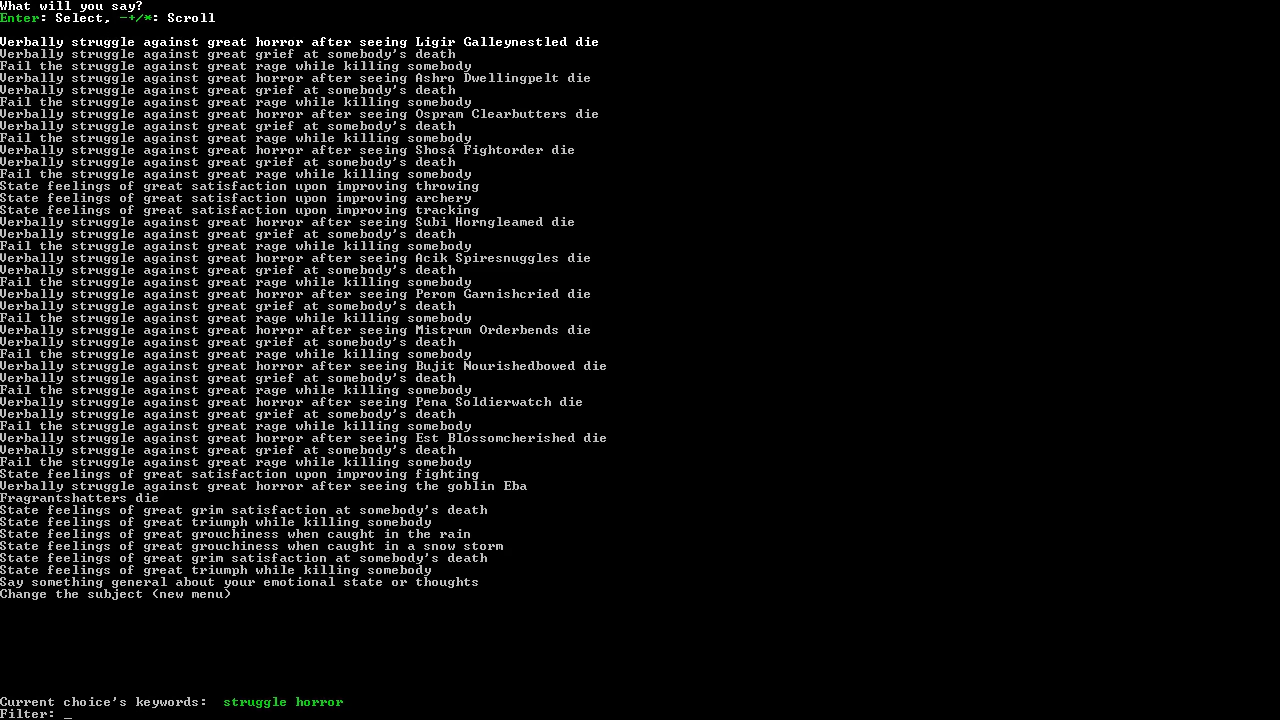 What will you say?
Enter: Select, -+/*: Scroll
Verbally struggle against great horror after seeing Ligir Galleynestled die
Verbally struggle against great grief at somebody's death
Fail the struggle against great rage while killing somebody
Verbally struggle against great horror after seeing Ashro Dwellingpelt die
Verbally struggle against great grief at somebody's death
Fail the struggle against great rage while killing somebody
Verbally struggle against great horror after seeing Ospram Clearbutters die
Verbally struggle against great grief at somebody's death
Fail the struggle against great rage while killing somebody
Verbally struggle against great horror after seeing Shosá Fightorder die
Verbally struggle against great grief at somebody's death
Fail the struggle against great rage while killing somebody
State feelings of great satisfaction upon improving throwing
State feelings of great satisfaction upon improving archery
State feelings of great satisfaction upon improving tracking
Verbally struggle against great horror after seeing Subi Horngleamed die
Verbally struggle against great grief at somebody's death
Fail the struggle against great rage while killing somebody
Verbally struggle against great horror after seeing Acik Spiresnuggles die
Verbally struggle against great grief at somebody's death
Fail the struggle against great rage while killing somebody
Verbally struggle against great horror after seeing Perom Garnishcried die
Verbally struggle against great grief at somebody's death
Fail the struggle against great rage while killing somebody
Verbally struggle against great horror after seeing Mistrum Orderbends die
Verbally struggle against great grief at somebody's death
Fail the struggle against great rage while killing somebody
Verbally struggle against great horror after seeing Bujit Nourishedbowed die
Verbally struggle against great grief at somebody's death
Fail the struggle against great rage while killing somebody
Verbally struggle against great horror after seeing Pena Soldierwatch die
Verbally struggle against great grief at somebody's death
Fail the struggle against great rage while killing somebody
Verbally struggle against great horror after seeing Est Blossomcherished die
Verbally struggle against great grief at somebody's death
Fail the struggle against great rage while killing somebody
State feelings of great satisfaction upon improving fighting
Verbally struggle against great horror after seeing the goblin Eba
Fragrantshatters die
State feelings of great grim satisfaction at somebody's death
State feelings of great triumph while killing somebody
State feelings of great grouchiness when caught in the rain
State feelings of great grouchiness when caught in a snow storm
State feelings of great grim satisfaction at somebody's death
State feelings of great triumph while killing somebody
Say something general about your emotional state or thoughts
Change the subject (new menu)
Current choice's keywords: struggle horror
Filter: _